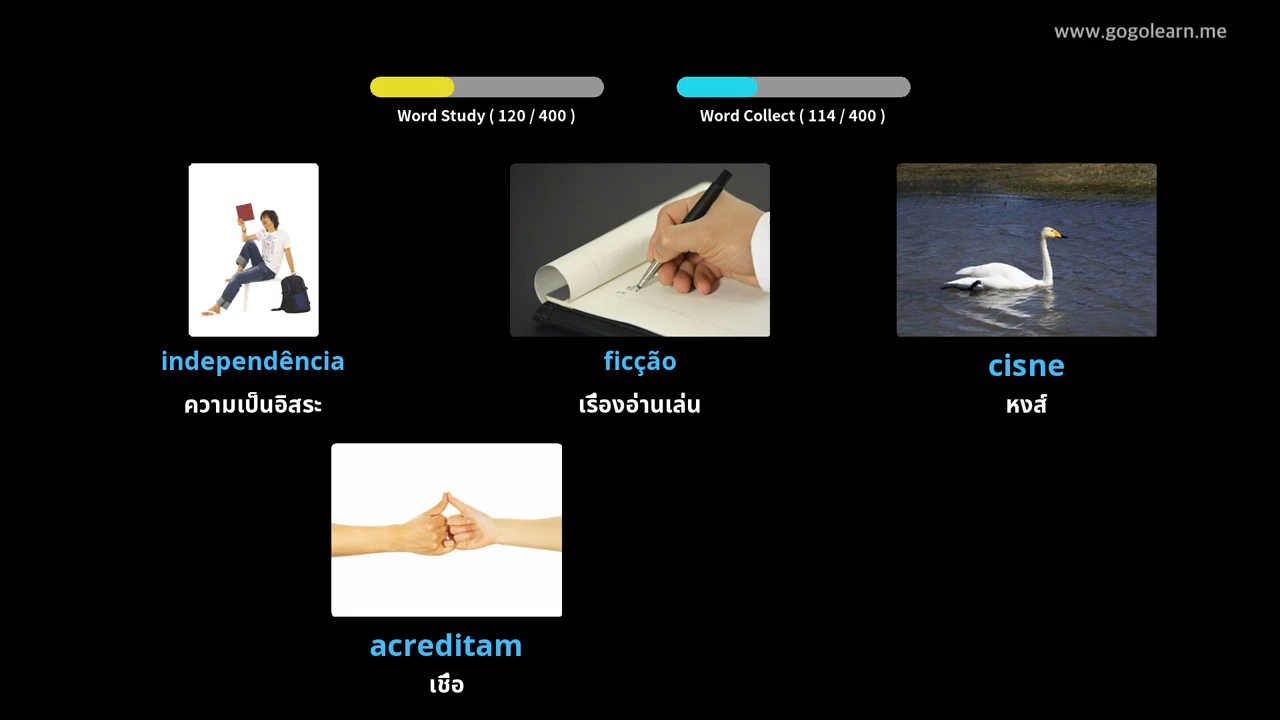 www.gogolearn.me
Word Study ( 120 / 400 )
Word Collect ( 114 / 400 )
independência
ficção
cisne
ความเป็นอิสระ
เรื่องอ่านเล่น
หงส์
acreditam
เชื่อ